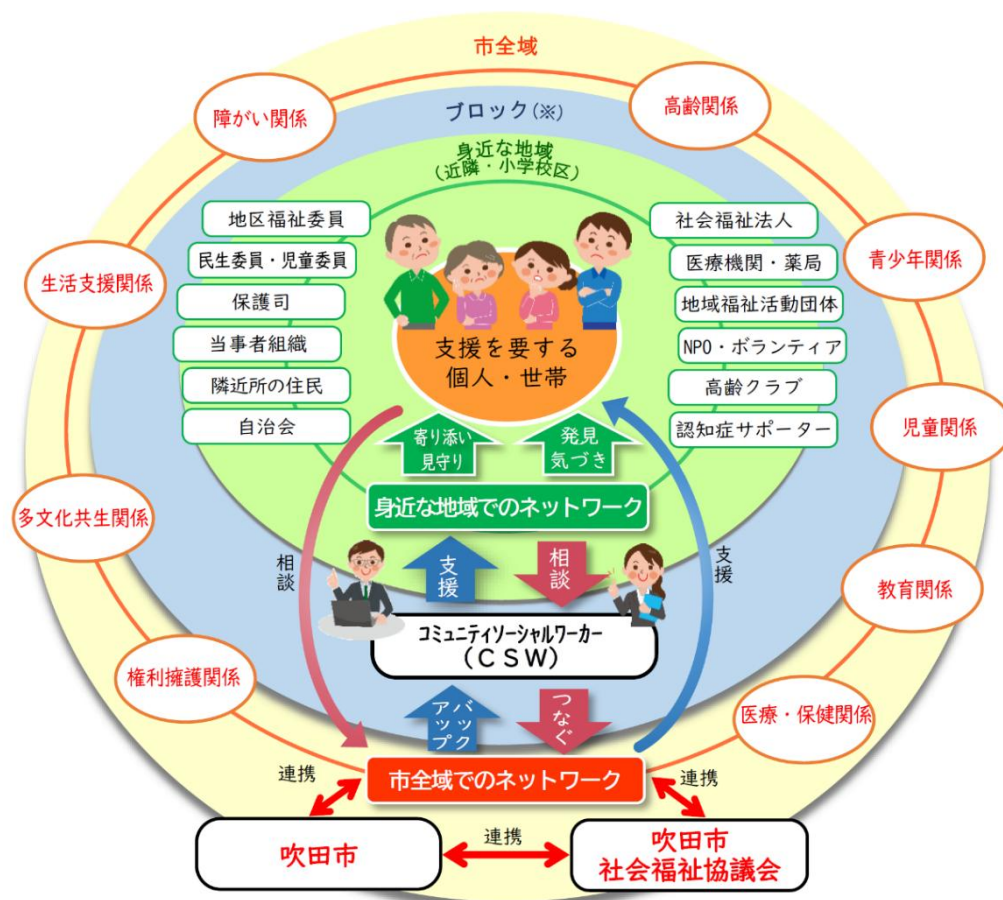 市全域
障がい関係
高齢関係
ブロック(※)
身近な地域
(近隣・小学校区)
地区福祉委員
民生委員・児童委員
保護司
当事者組織
隣近所の住民
自治会
社会福祉法人
医療機関・薬局
地域福祉活動団体
NPO・ボランティア
高齢クラブ
認知症サポーター
生活支援関係
青少年関係
支援を要する
個人・世帯
児童関係
寄り添い
見守り
発見
気づき
身近な地域でのネットワーク
多文化共生関係
相談
支援
相談
支援
教育関係
コミュニティソーシャルワーカー
(CSW)
権利擁護関係
医療・保健関係
バック
アップ
つなぐ
市全域でのネットワーク
連携
連携
吹田市
連携
吹田市
社会福祉協議会